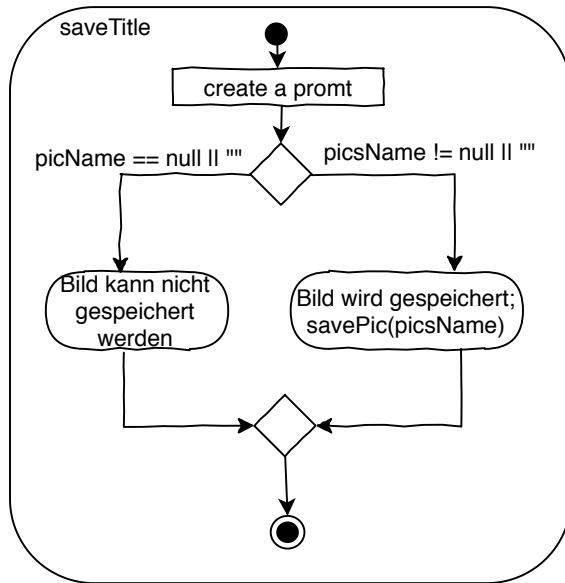 saveTitle
create a promt
picName == null || ""
picsName != null || ""
Bild kann nicht
gespeichert
werden
Bild wird gespeichert;
savePic(picsName)